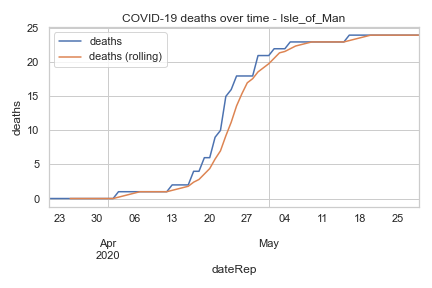 COVID-19 deaths over time - Isle_of_Man
25
20
15
10
5
0
deaths
deaths
deaths (rolling)
23 30 06 13 20 27 04 11 18 25
Apr May
2020
dateRep